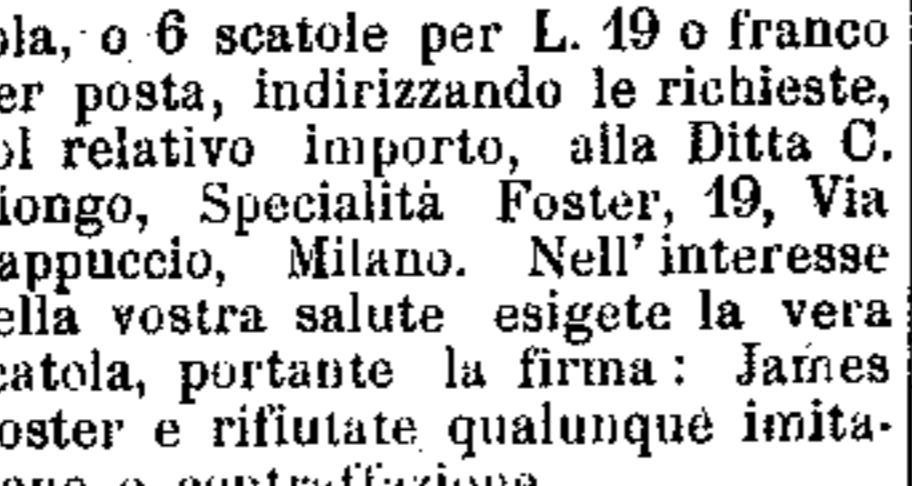 ola, o 6 scatole per L. 19 o franco
er posta, indirizzando le richieste,
ol relativo importo, alla Ditta C.
iongo, Specialità Foster, 19, Via
appuccio, Milano. Nell' interesse
ella vostra salute esigete la vera
catola, portante la firma : James
oster e rifiutate qualunque imita-
ione o contraffazione